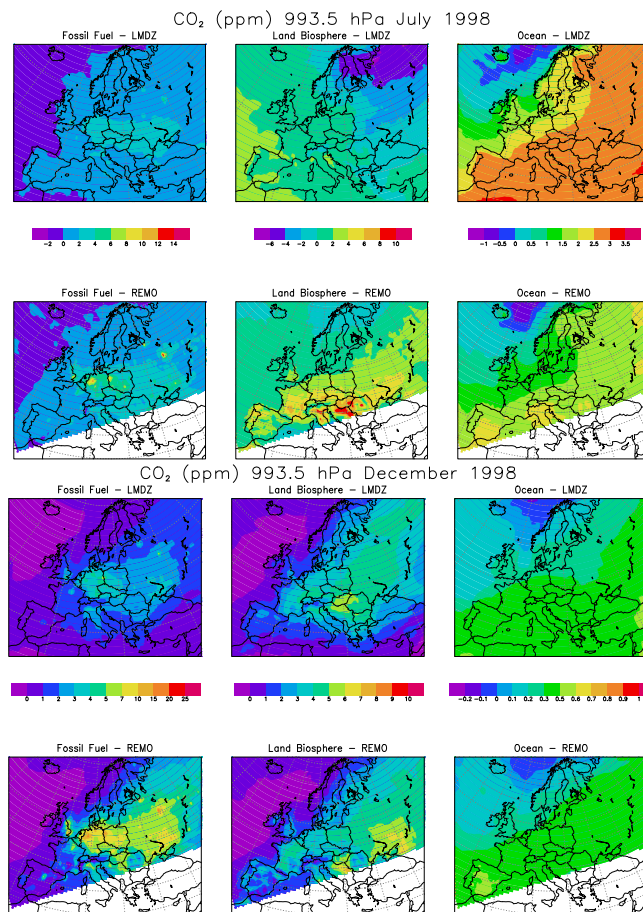 CO₂ (ppm) 993.5 hPa July 1998
Fossil Fuel – LMDZ
Land Biosphere – LMDZ
Ocean – LMDZ
−2 0 2 4 6 8 10 12 14
−6 −4 −2 0 2 4 6 8 10
−1 −0.5 0 0.5 1 1.5 2 2.5 3 3.5
Fossil Fuel – REMO
Land Biosphere – REMO
Ocean – REMO
CO₂ (ppm) 993.5 hPa December 1998
Fossil Fuel – LMDZ
Land Biosphere – LMDZ
Ocean – LMDZ
0 1 2 3 4 5 7 10 15 20 25
0 1 2 3 4 5 6 7 8 9 10
−0.2 −0.1 0 0.1 0.2 0.3 0.5 0.6 0.7 0.8 0.9 1
Fossil Fuel – REMO
Land Biosphere – REMO
Ocean – REMO